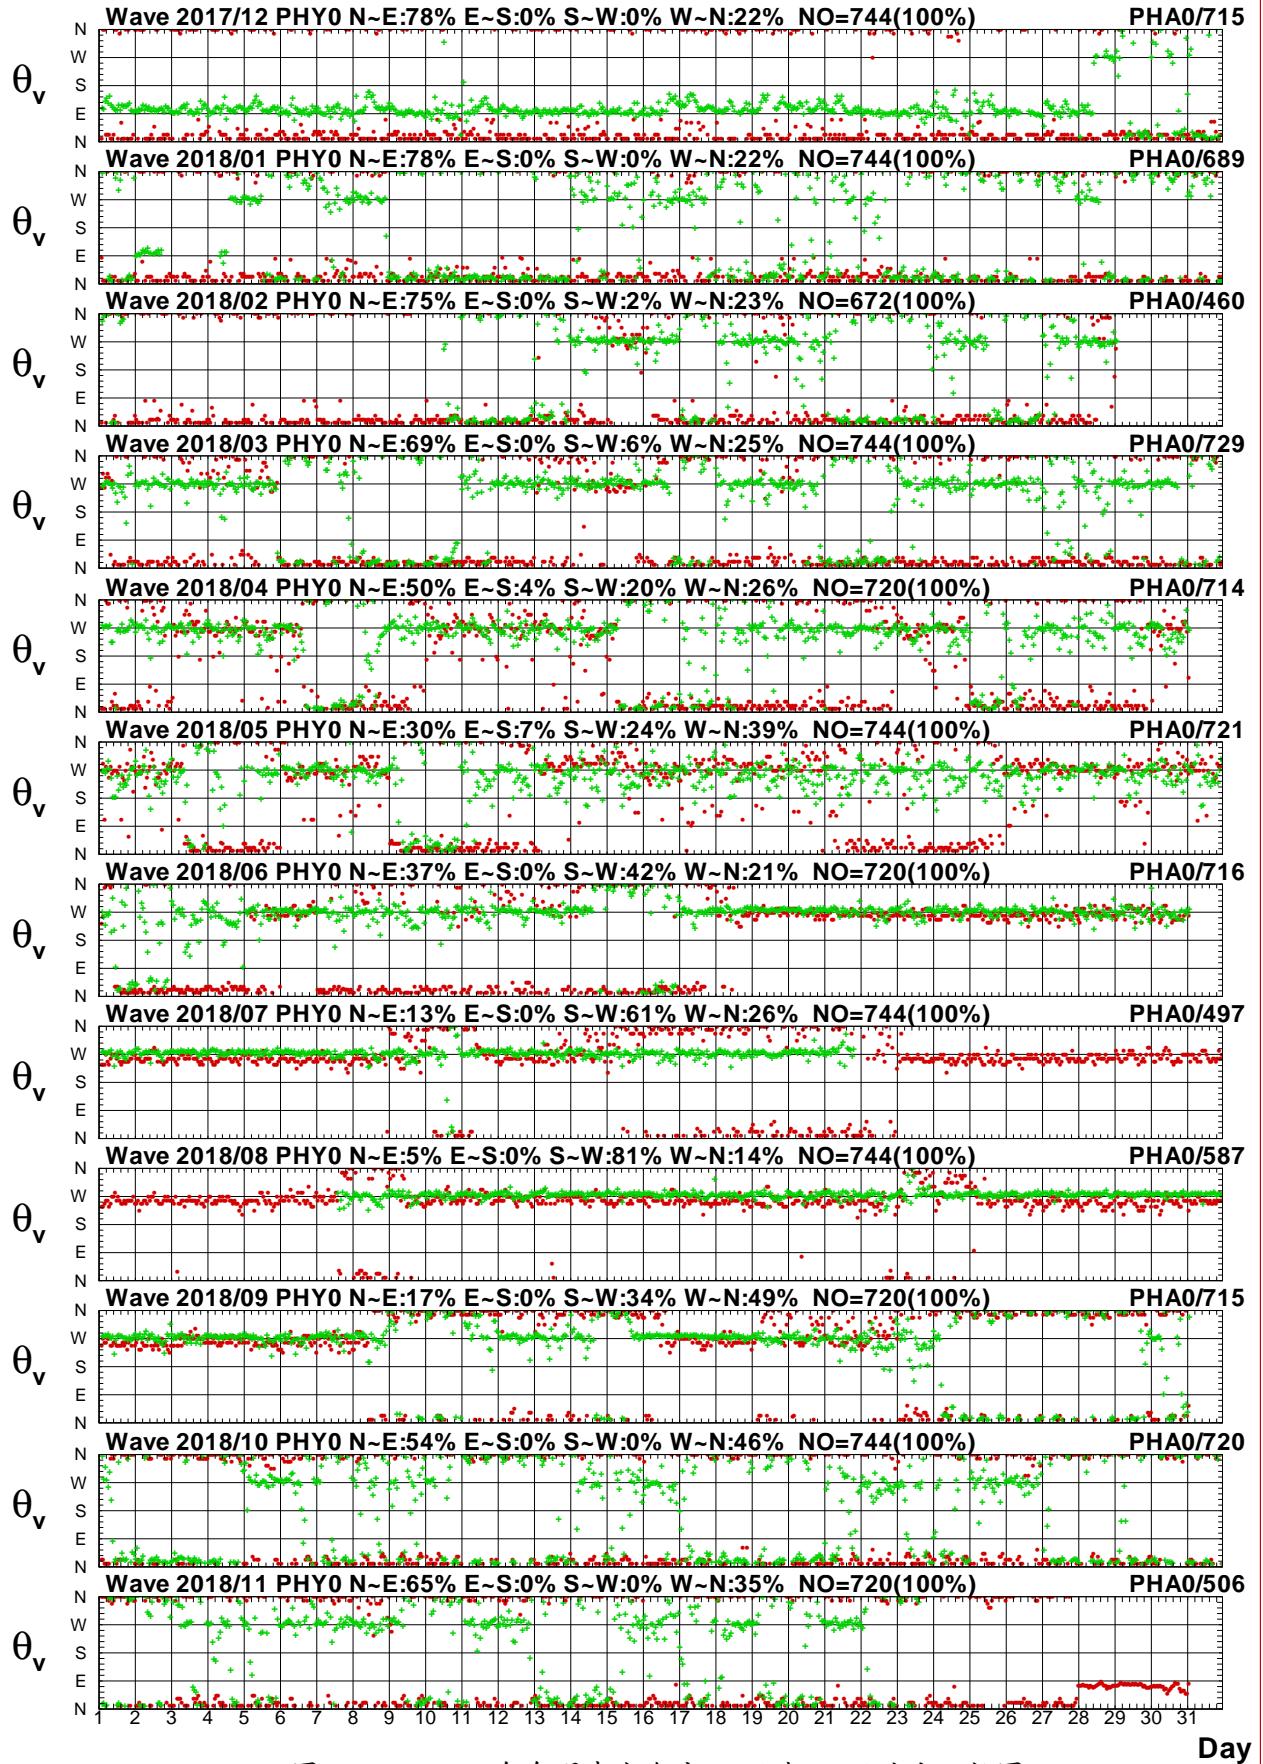 Wave 2017/12 PHY0 N~E:78% E~S:0% S~W:0% W~N:22% NO=744(100%) PHA0/715
N
W
S
E
N
θv
Wave 2018/01 PHY0 N~E:78% E~S:0% S~W:0% W~N:22% NO=744(100%) PHA0/689
N
W
S
E
N
θv
Wave 2018/02 PHY0 N~E:75% E~S:0% S~W:2% W~N:23% NO=672(100%) PHA0/460
N
W
S
E
N
θv
Wave 2018/03 PHY0 N~E:69% E~S:0% S~W:6% W~N:25% NO=744(100%) PHA0/729
N
W
S
E
N
θv
Wave 2018/04 PHY0 N~E:50% E~S:4% S~W:20% W~N:26% NO=720(100%) PHA0/714
N
W
S
E
N
θv
Wave 2018/05 PHY0 N~E:30% E~S:7% S~W:24% W~N:39% NO=744(100%) PHA0/721
N
W
S
E
N
θv
Wave 2018/06 PHY0 N~E:37% E~S:0% S~W:42% W~N:21% NO=720(100%) PHA0/716
N
W
S
E
N
θv
Wave 2018/07 PHY0 N~E:13% E~S:0% S~W:61% W~N:26% NO=744(100%) PHA0/497
N
W
S
E
N
θv
Wave 2018/08 PHY0 N~E:5% E~S:0% S~W:81% W~N:14% NO=744(100%) PHA0/587
N
W
S
E
N
θv
Wave 2018/09 PHY0 N~E:17% E~S:0% S~W:34% W~N:49% NO=720(100%) PHA0/715
N
W
S
E
N
θv
Wave 2018/10 PHY0 N~E:54% E~S:0% S~W:0% W~N:46% NO=744(100%) PHA0/720
N
W
S
E
N
θv
Wave 2018/11 PHY0 N~E:65% E~S:0% S~W:0% W~N:35% NO=720(100%) PHA0/506
N
W
S
E
N
θv
1 2 3 4 5 6 7 8 9 10 11 12 13 14 15 16 17 18 19 20 21 22 23 24 25 26 27 28 29 30 31
Day